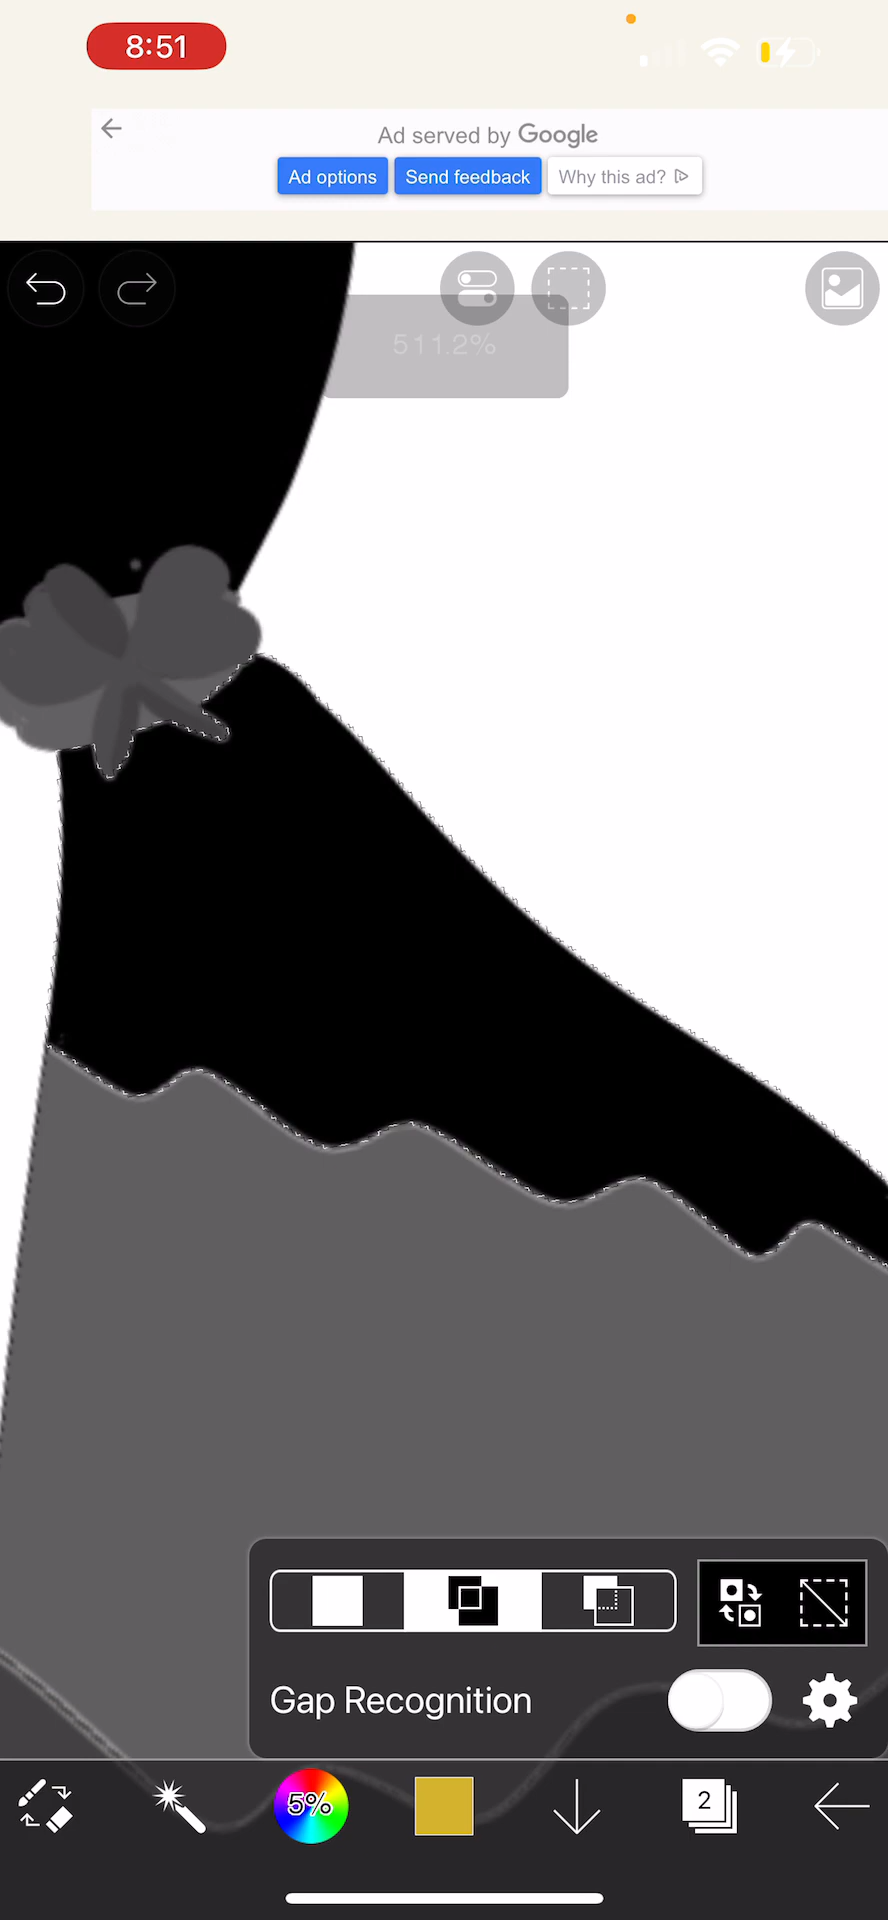 8:51
Ad served by Google
Ad options
Send feedback
Why this ad?
511.2%
Gap Recognition
5%
2